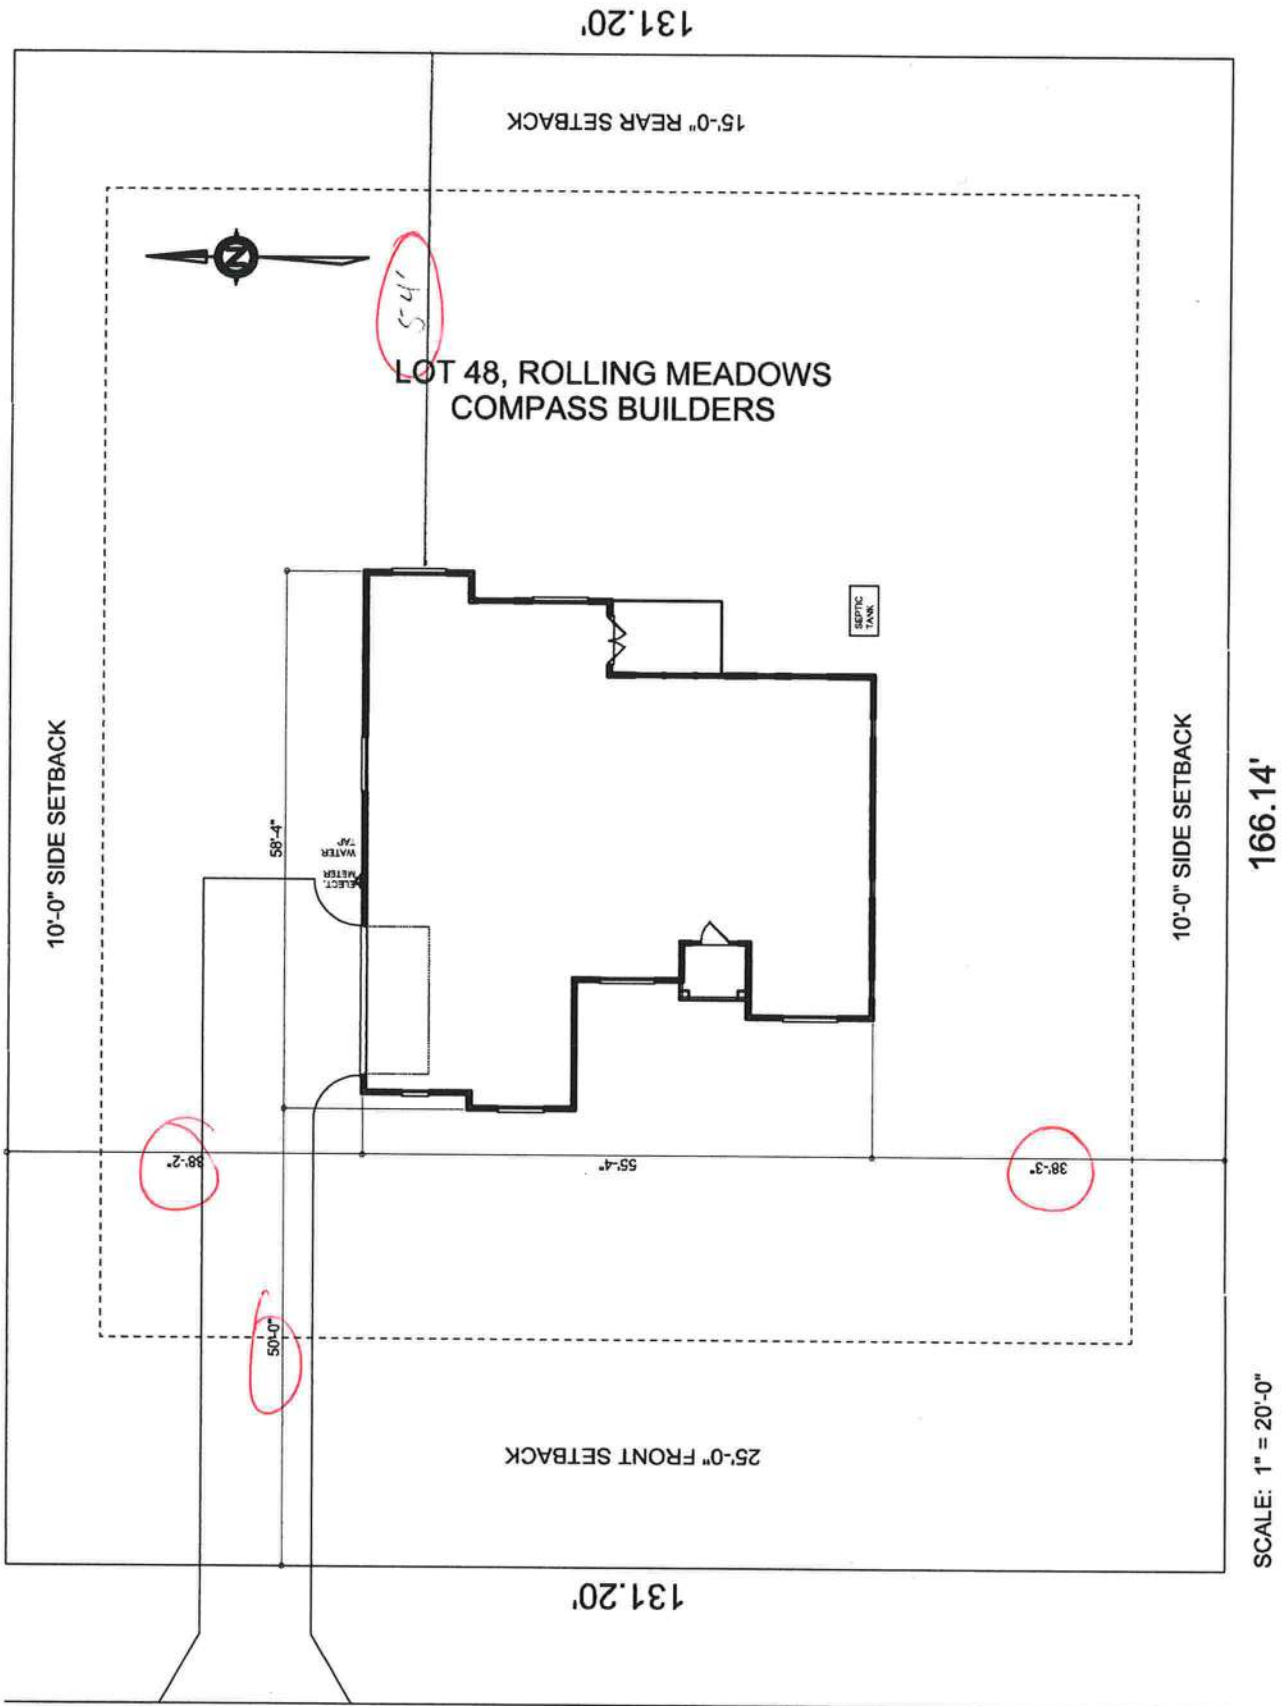 131.20'
15'-0" REAR SETBACK
N
54'
LOT 48, ROLLING MEADOWS
COMPASS BUILDERS
10'-0" SIDE SETBACK
58'-4"
WATER
TAP
ELECT.
METER
SEPTIC
TANK
10'-0" SIDE SETBACK
166.14'
38'-2"
55'-4"
38'-3"
50'-0"
25'-0" FRONT SETBACK
131.20'
SCALE: 1" = 20'-0"